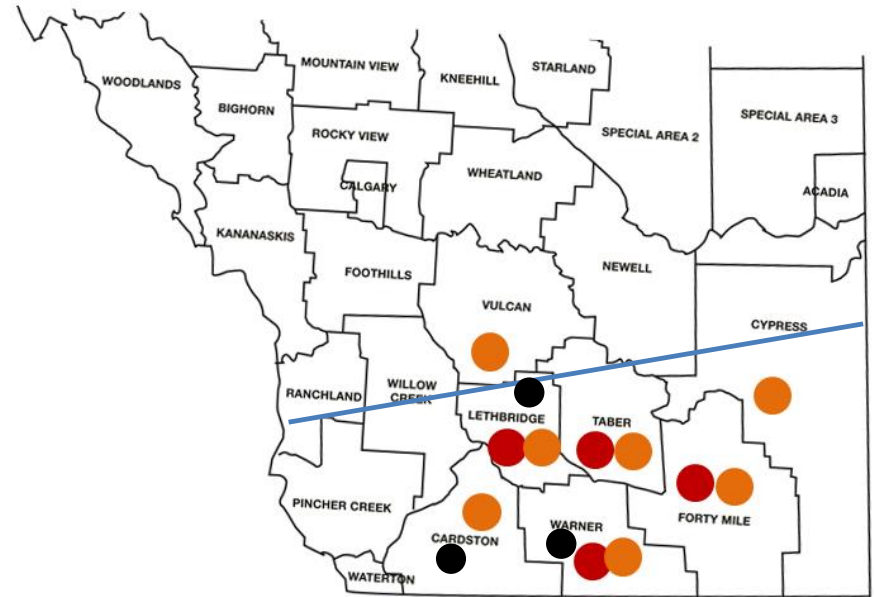 MOUNTAIN VIEW
STARLAND
KNEEHILL
WOODLANDS
BIGHORN
SPECIAL AREA 3
ROCKY VIEW
SPECIAL AREA 2
WHEATLAND
CALGARY
ACADIA
KANANASKIS
NEWELL
FOOTHILLS
VULCAN
CYPRESS
RANCHLAND
WILLOW
CREEK
LETHBRIDGE
TABER
PINCHER CREEK
FORTY MILE
WARNER
CARDSTON
WATERTON